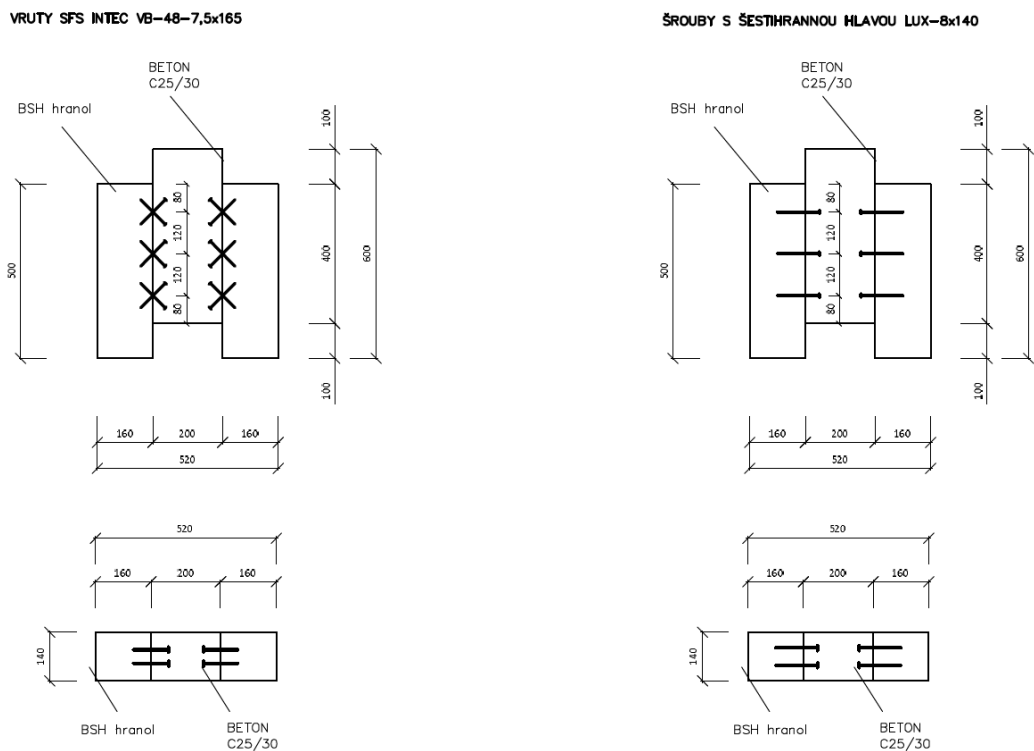 VRUTY SFS INTEC VB-48-7,5x165
BETON
C25/30
BSH hranol
100
80
120
120
80
500
400
600
100
160
200
160
520
520
160
200
160
140
BSH hranol
BETON
C25/30
ŠROUBY S ŠESTIHRANNOU HLAVOU LUX-8x140
BETON
C25/30
BSH hranol
100
80
120
120
80
500
400
600
100
160
200
160
520
520
160
200
160
140
BSH hranol
BETON
C25/30